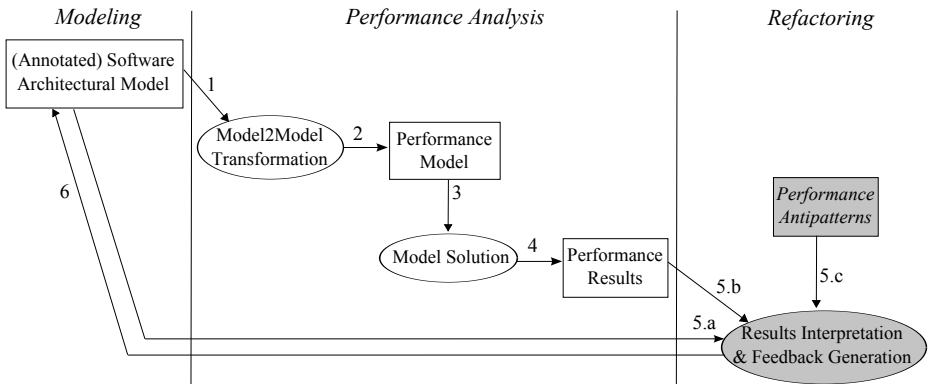 Modeling
Performance Analysis
Refactoring
(Annotated) Software
Architectural Model
1
Model2Model
Transformation
2
Performance
Model
3
6
Performance
Antipatterns
Model Solution
4
Performance
Results
5.b
5.c
5.a
Results Interpretation
& Feedback Generation